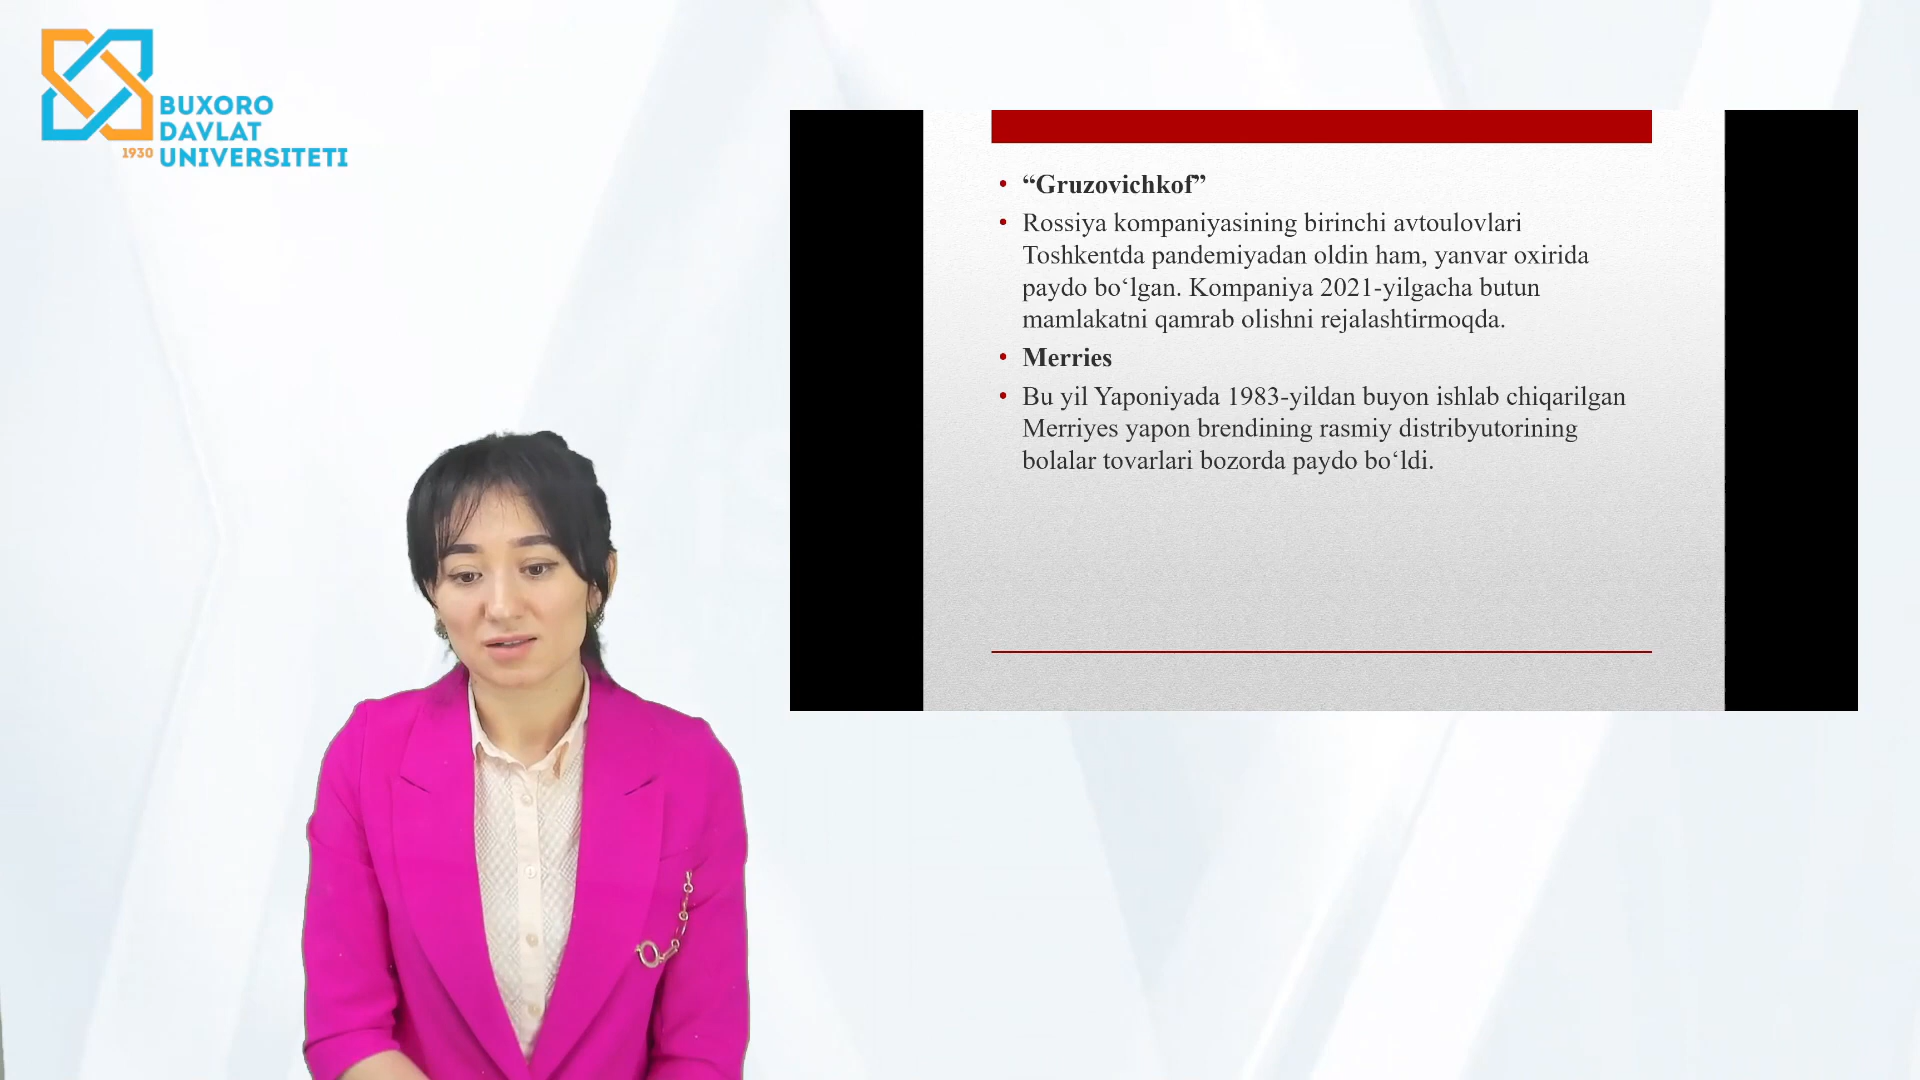 BUXORO
DAVLAT
1930 UNIVERSITETI
• “Gruzovichkof”
• Rossiya kompaniyasining birinchi avtoulovlari
Toshkentda pandemiyadan oldin ham, yanvar oxirida
paydo bo‘lgan. Kompaniya 2021-yilgacha butun
mamlakatni qamrab olishni rejalashtirmoqda.
• Merries
• Bu yil Yaponiyada 1983-yildan buyon ishlab chiqarilgan
Merriyes yapon brendining rasmiy distribyutorining
bolalar tovarlari bozorda paydo bo‘ldi.